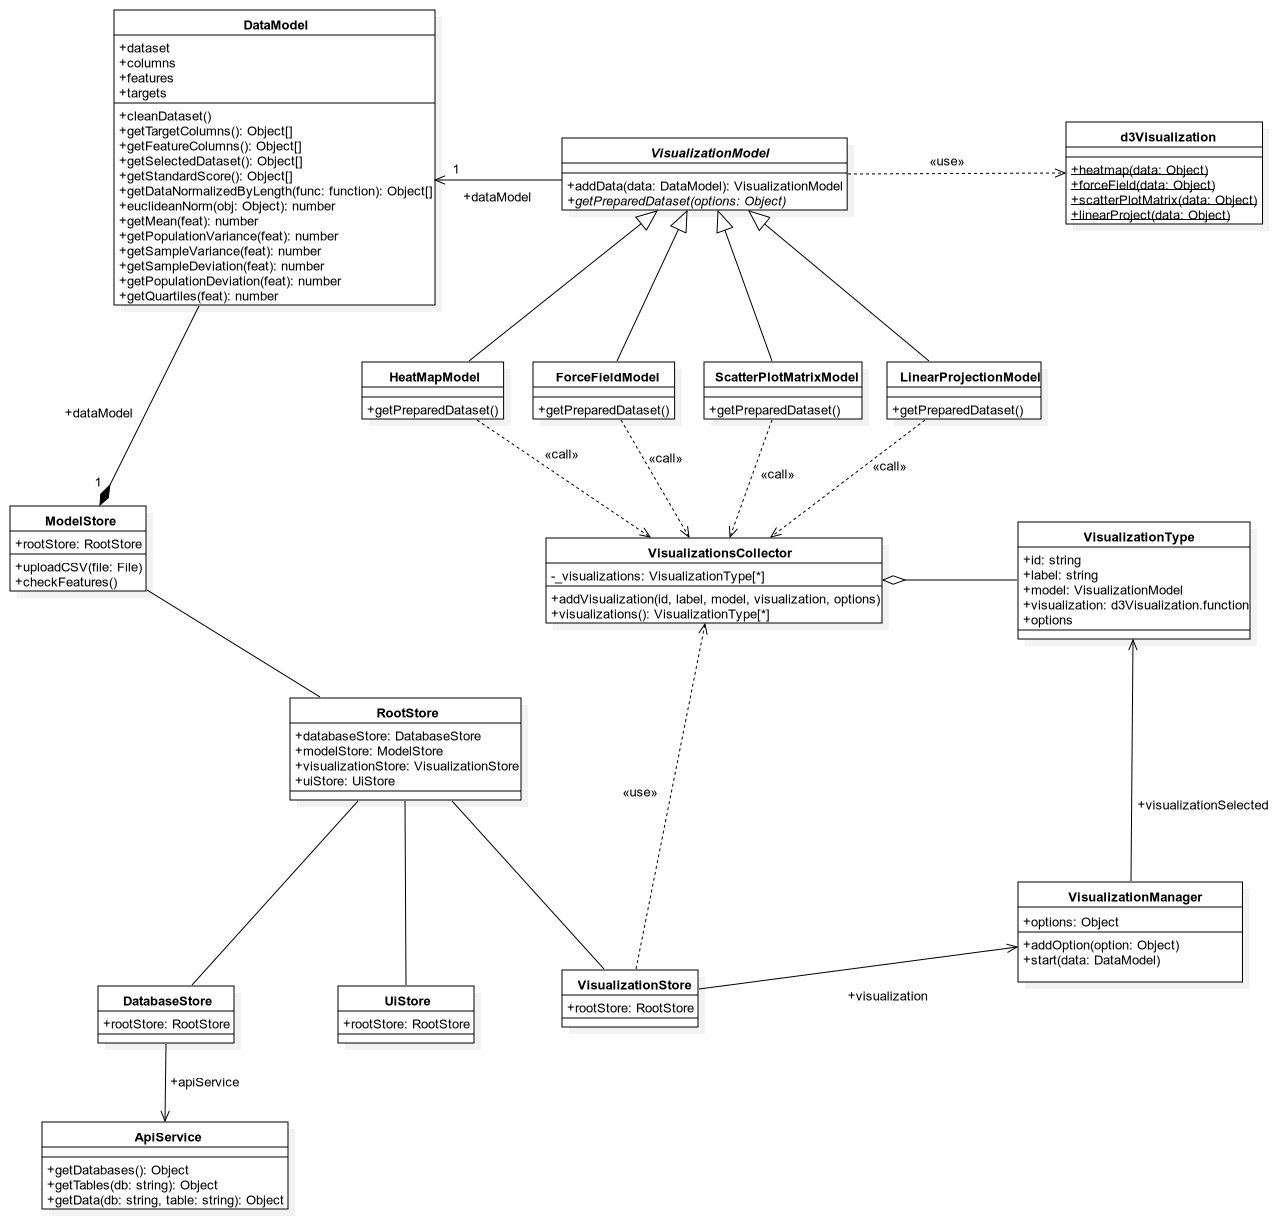 DataModel
+dataset
+columns
+features
+targets
+cleanDataset()
+getTargetColumns(): Object[]
+getFeatureColumns(): Object[]
+getSelectedDataset(): Object[]
+getStandardScore(): Object[]
+getDataNormalizedByLength(func: function): Object[]
+euclideanNorm(obj: Object): number
+getMean(feat): number
+getPopulationVariance(feat): number
+getSampleVariance(feat): number
+getSampleDeviation(feat): number
+getPopulationDeviation(feat): number
+getQuartiles(feat): number
1
+dataModel
VisualizationModel
+addData(data: DataModel): VisualizationModel
+getPreparedDataset(options: Object)
«use»
d3Visualization
+heatmap(data: Object)
+forceField(data: Object)
+scatterPlotMatrix(data: Object)
+linearProject(data: Object)
HeatMapModel
+getPreparedDataset()
ForceFieldModel
+getPreparedDataset()
ScatterPlotMatrixModel
+getPreparedDataset()
LinearProjectionModel
+getPreparedDataset()
+dataModel
1
«call»
«call»
«call»
«call»
ModelStore
+rootStore: RootStore
+uploadCSV(file: File)
+checkFeatures()
VisualizationsCollector
-_visualizations: VisualizationType[*]
+addVisualization(id, label, model, visualization, options)
+visualizations(): VisualizationType[*]
VisualizationType
+id: string
+label: string
+model: VisualizationModel
+visualization: d3Visualization.function
+options
RootStore
+databaseStore: DatabaseStore
+modelStore: ModelStore
+visualizationStore: VisualizationStore
+uiStore: UiStore
«use»
+visualizationSelected
VisualizationManager
+options: Object
+addOption(option: Object)
+start(data: DataModel)
DatabaseStore
+rootStore: RootStore
UiStore
+rootStore: RootStore
VisualizationStore
+rootStore: RootStore
+visualization
+apiService
ApiService
+getDatabases(): Object
+getTables(db: string): Object
+getData(db: string, table: string): Object